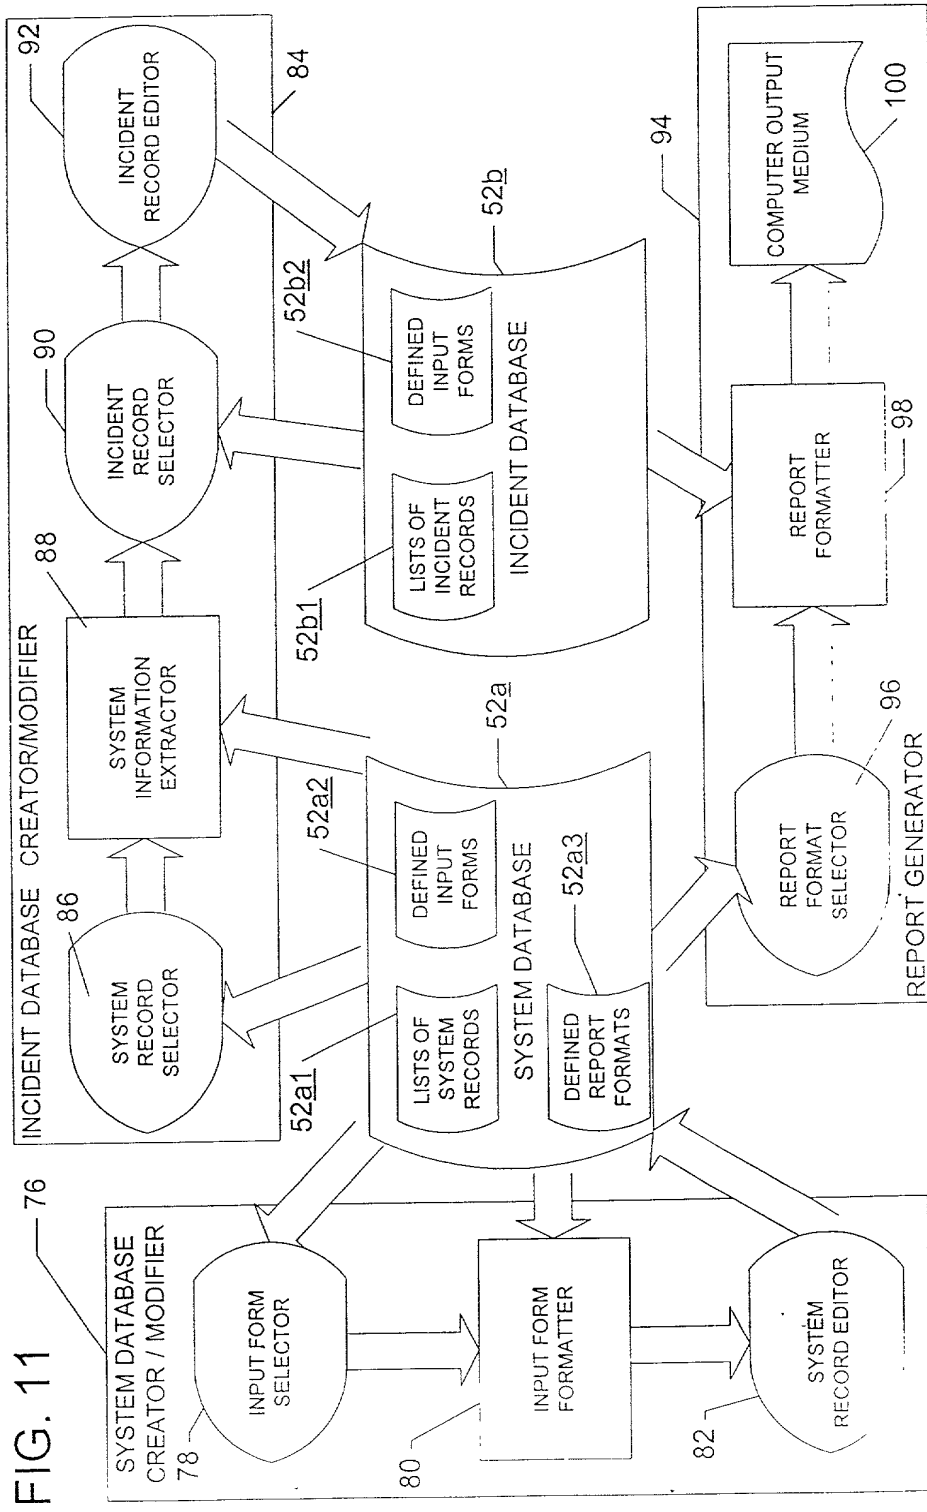 FIG. 11
76
SYSTEM DATABASE
CREATOR / MODIFIER
78
INPUT FORM
SELECTOR
80
INPUT FORM
FORMATTER
82
SYSTEM
RECORD EDITOR
INCIDENT DATABASE CREATOR/MODIFIER
84
86
SYSTEM
RECORD
SELECTOR
88
SYSTEM
INFORMATION
EXTRACTOR
90
INCIDENT
RECORD
SELECTOR
92
INCIDENT
RECORD EDITOR
52a1
LISTS OF
SYSTEM
RECORDS
52a2
DEFINED
INPUT
FORMS
52a
SYSTEM DATABASE
DEFINED
REPORT
FORMATS
52a3
52b1
LISTS OF
INCIDENT
RECORDS
52b2
DEFINED
INPUT
FORMS
52b
INCIDENT DATABASE
94
REPORT
FORMAT
SELECTOR
96
REPORT
FORMATTER
98
COMPUTER OUTPUT
MEDIUM
100
REPORT GENERATOR